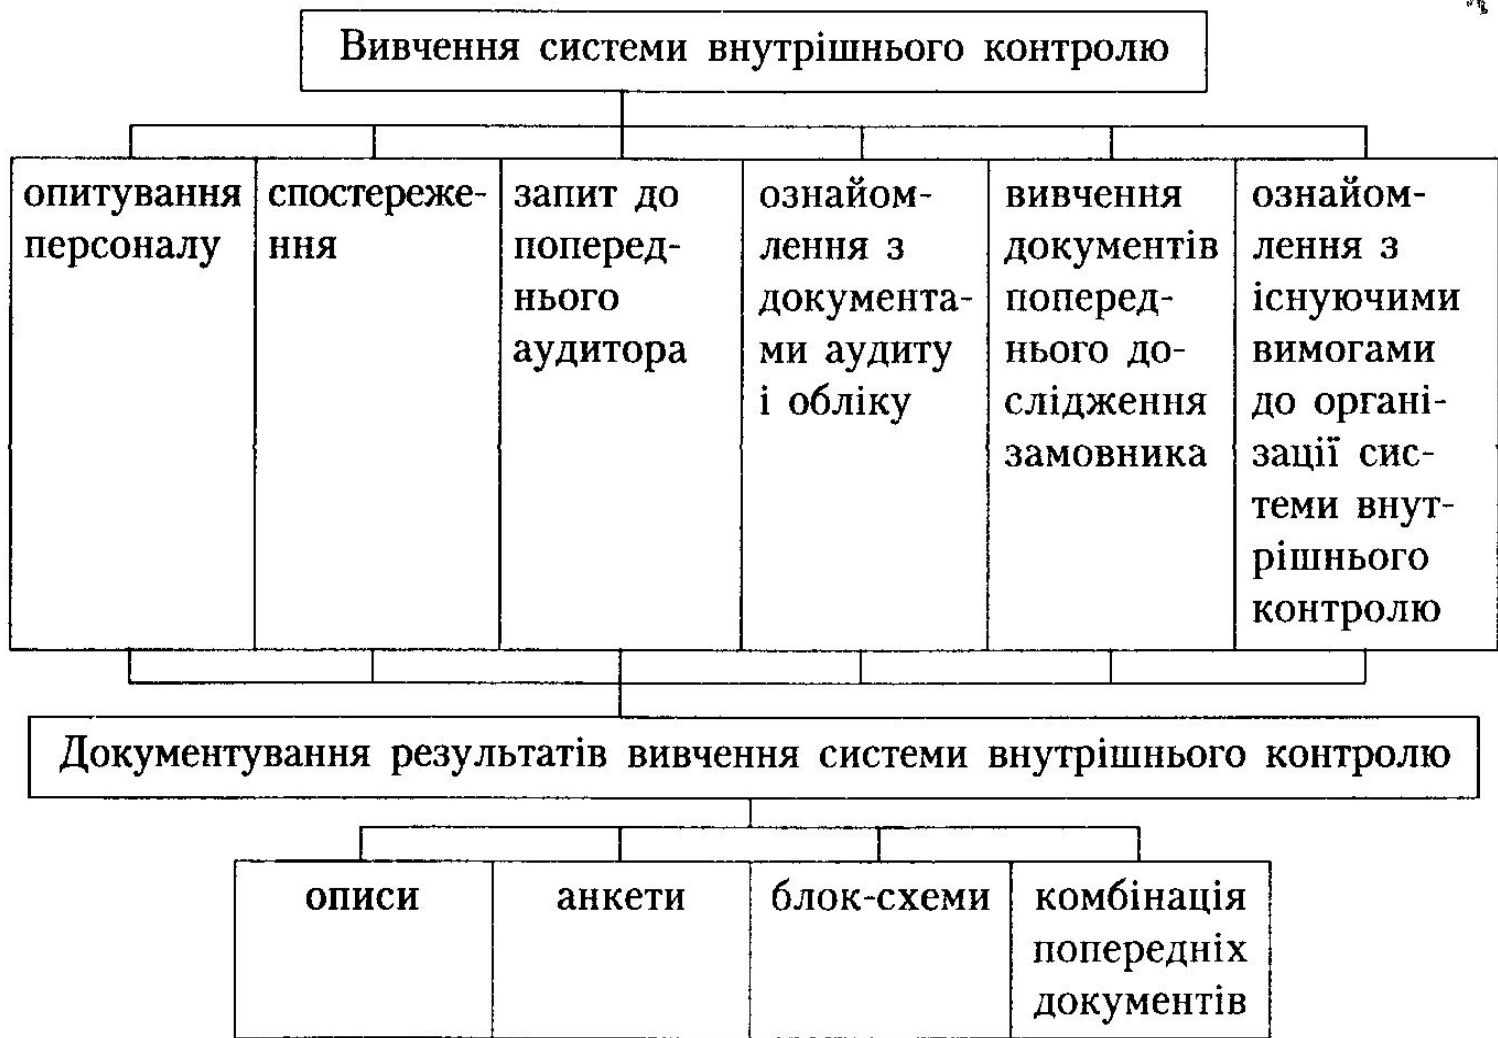 Вивчення системи внутрішнього контролю
опитування
персоналу
спостереже-
ння
запит до
поперед-
нього
аудитора
ознайом-
лення з
документа-
ми аудиту
і обліку
вивчення
документів
поперед-
нього до-
слідження
замовника
ознайом-
лення з
існуючими
вимогами
до органі-
зації сис-
теми внут-
рішнього
контролю
Документування результатів вивчення системи внутрішнього контролю
описи
анкети
блок-схеми
комбінація
попередніх
документів